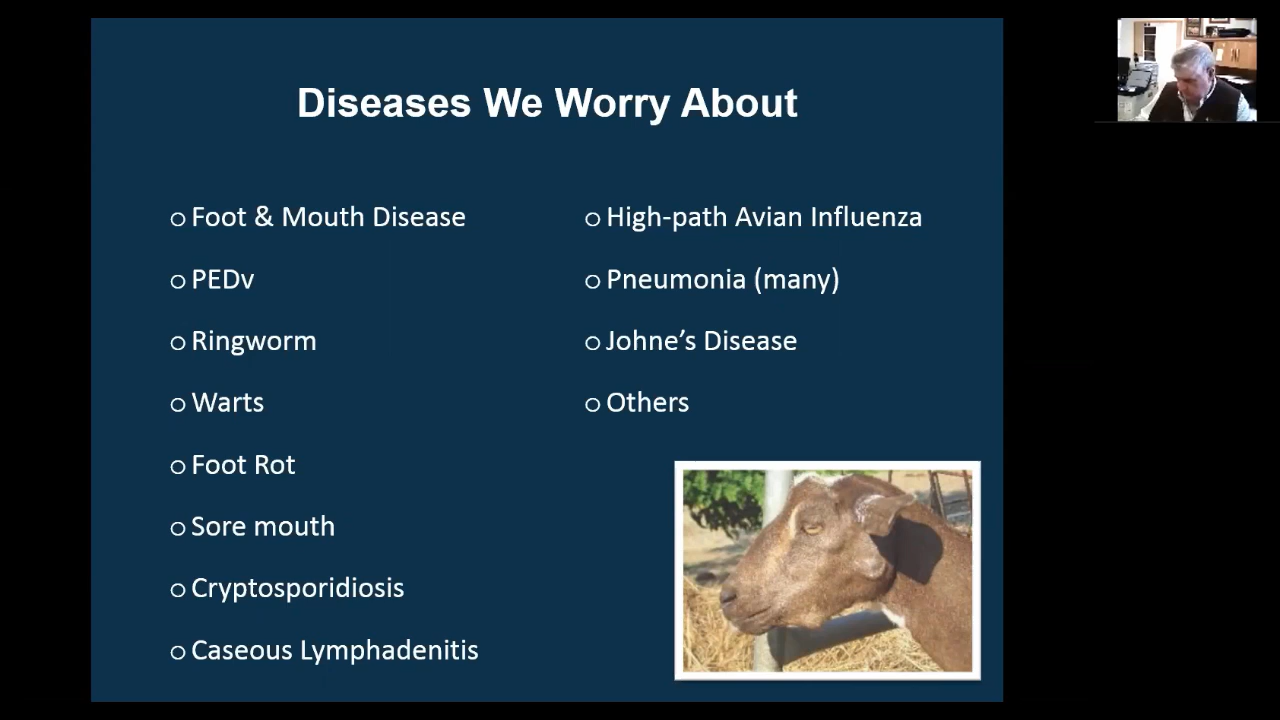 Diseases We Worry About
o Foot & Mouth Disease
o PEDv
o Ringworm
o Warts
o Foot Rot
o Sore mouth
o Cryptosporidiosis
o Caseous Lymphadenitis
o High-path Avian Influenza
o Pneumonia (many)
o Johne’s Disease
o Others